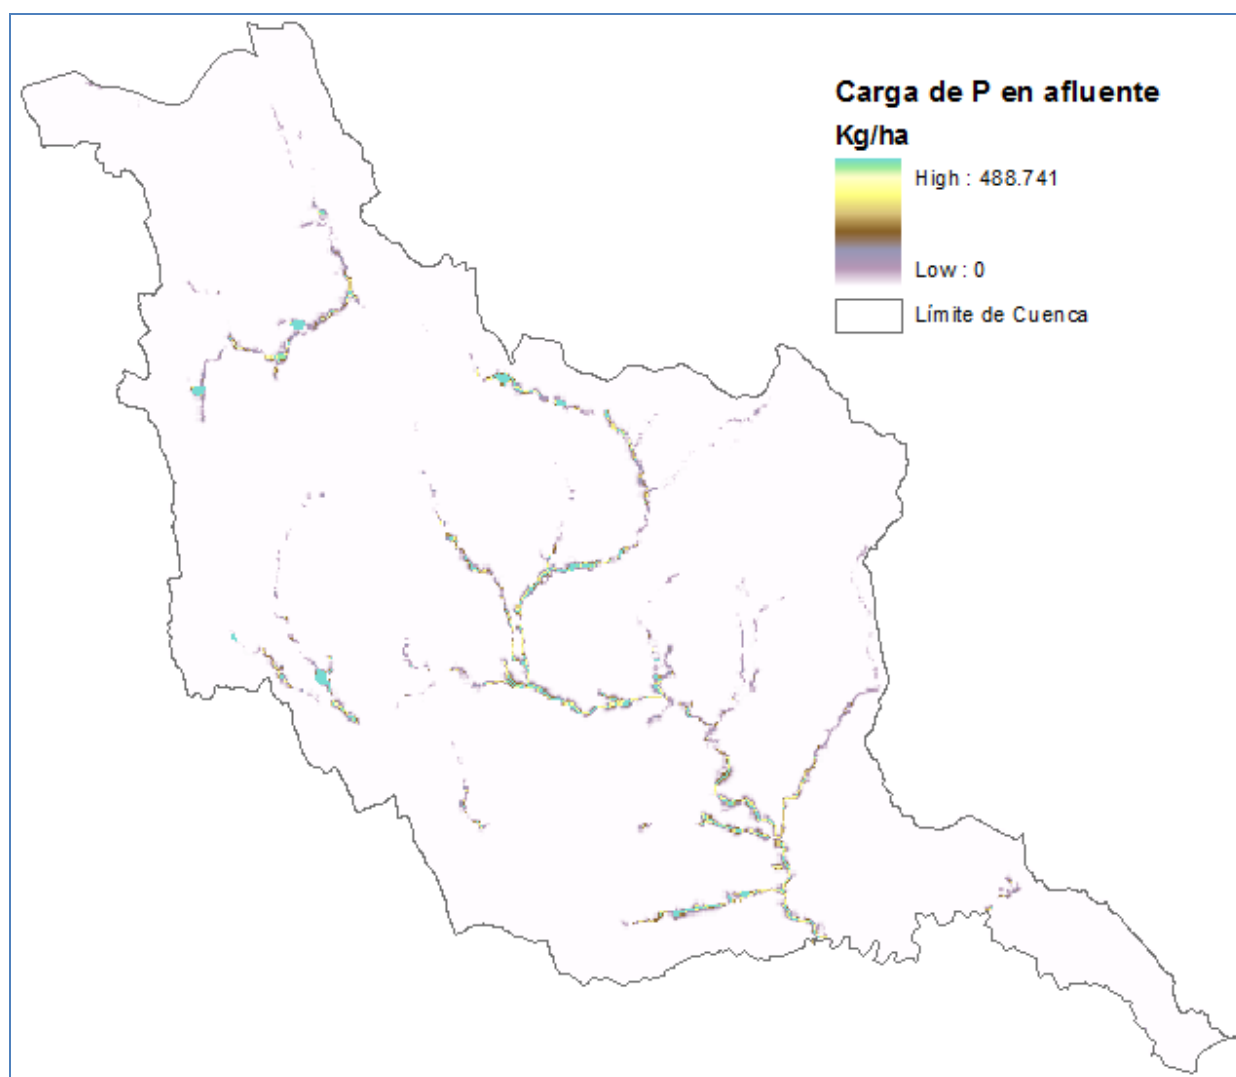 Carga de P en afluente
Kg/ha
High : 488.741
Low : 0
Límite de Cuenca